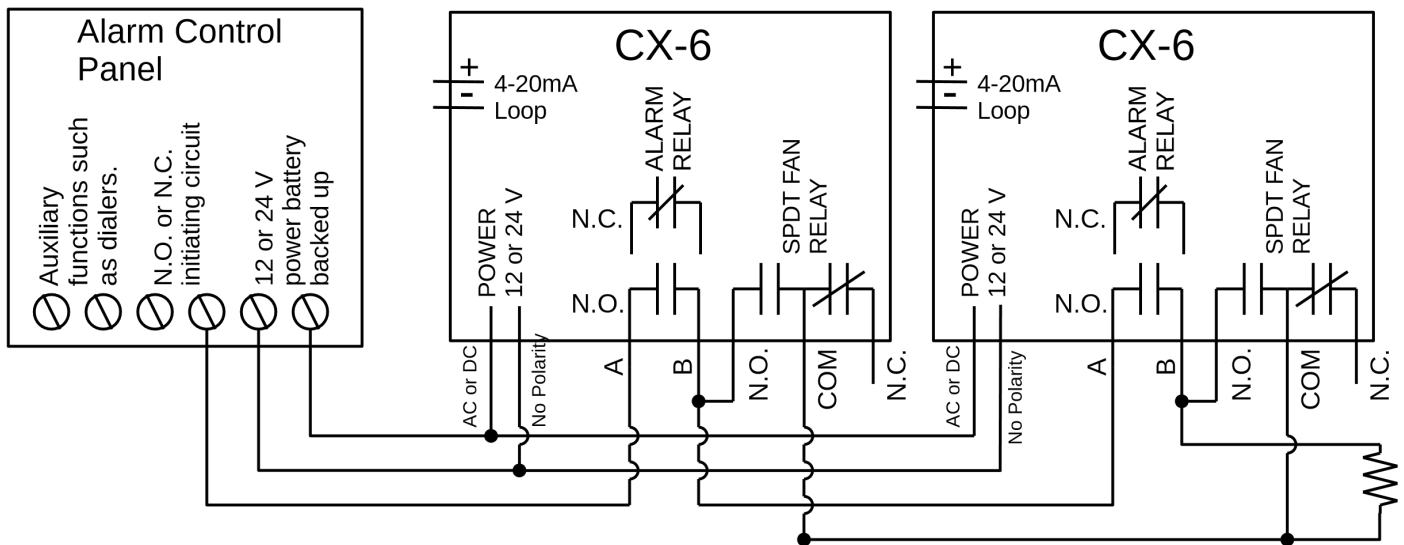 Alarm Control
Panel
Auxiliary
functions such
as dialers.
N.O. or N.C.
initiating circuit
12 or 24 V
power battery
backed up
CX-6
+
-
4-20mA
Loop
ALARM
RELAY
N.C.
N.O.
SPDT FAN
RELAY
POWER
12 or 24 V
AC or DC
No Polarity
A
B
N.O.
COM
N.C.
CX-6
+
-
4-20mA
Loop
ALARM
RELAY
N.C.
N.O.
SPDT FAN
RELAY
POWER
12 or 24 V
AC or DC
No Polarity
A
B
N.O.
COM
N.C.